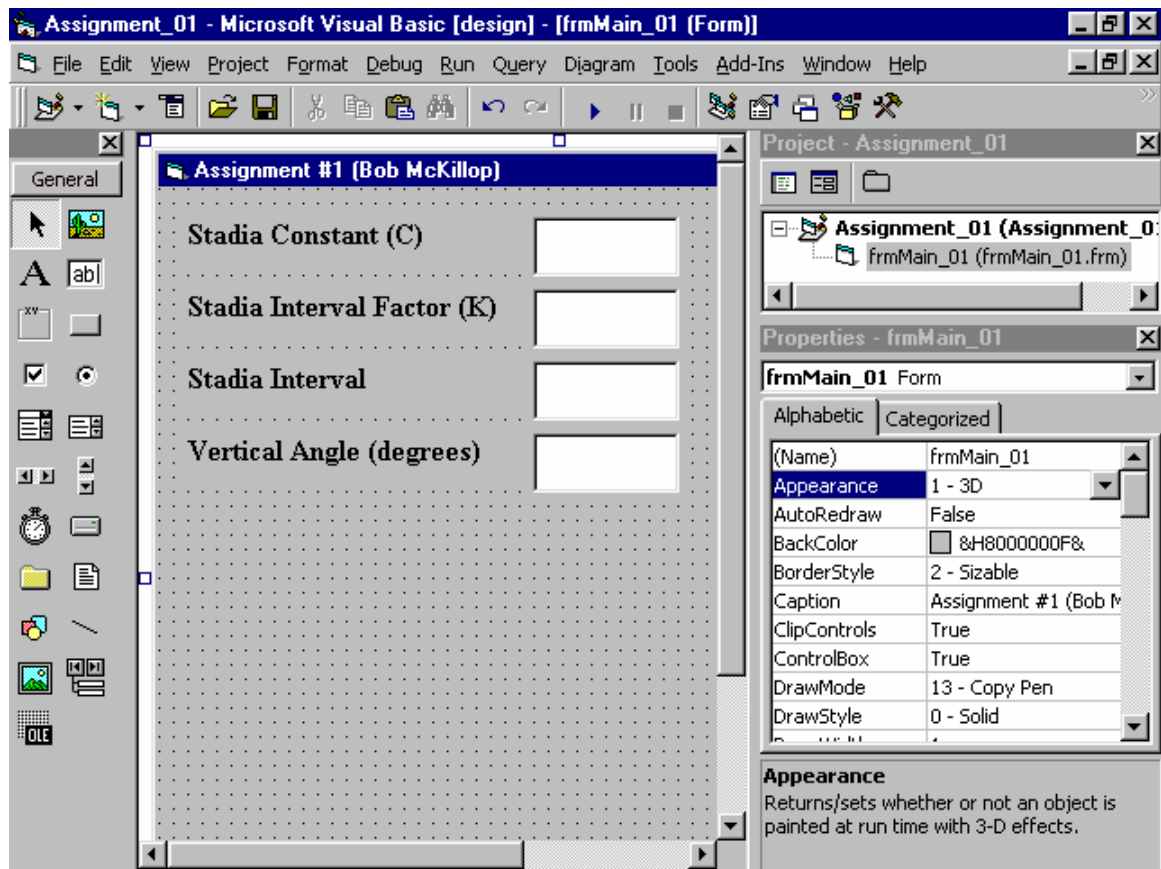 Assignment_01 - Microsoft Visual Basic [design] - [frmMain_01 (Form)]
File Edit View Project Format Debug Run Query Diagram Tools Add-Ins Window Help
General
A abl
xv
OLE
Assignment #1 (Bob McKillop)
Stadia Constant (C)
Stadia Interval Factor (K)
Stadia Interval
Vertical Angle (degrees)
Project - Assignment_01
Assignment_01 (Assignment_0
frmMain_01 (frmMain_01.frm)
Properties - frmMain_01
frmMain_01 Form
Alphabetic Categorized
(Name) frmMain_01
Appearance 1 - 3D
AutoRedraw False
BackColor &H8000000F&
BorderStyle 2 - Sizable
Caption Assignment #1 (Bob M
ClipControls True
ControlBox True
DrawMode 13 - Copy Pen
DrawStyle 0 - Solid
Appearance
Returns/sets whether or not an object is
painted at run time with 3-D effects.